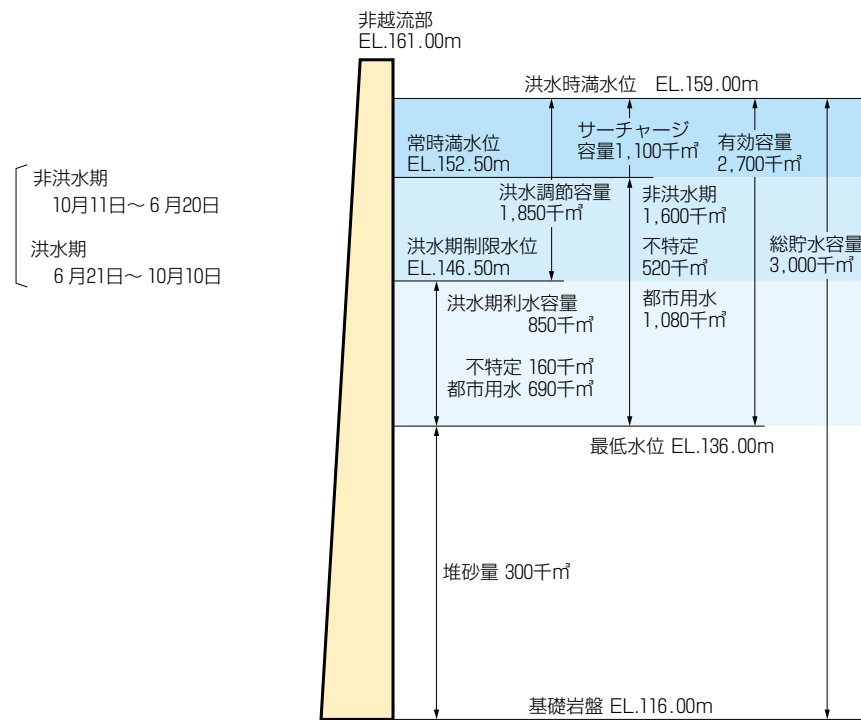 非越流部
EL.161.00m
洪水時満水位　EL.159.00m
常時満水位
EL.152.50m
サーチャージ
容量1,100千㎥
有効容量
2,700千㎥
非洪水期
10月11日〜6月20日
洪水期
6月21日〜10月10日
洪水調節容量
1,850千㎥
非洪水期
1,600千㎥
不特定
520千㎥
都市用水
1,080千㎥
総貯水容量
3,000千㎥
洪水期制限水位
EL.146.50m
洪水期利水容量
850千㎥
不特定 160千㎥
都市用水 690千㎥
最低水位 EL.136.00m
堆砂量 300千㎥
基礎岩盤 EL.116.00m